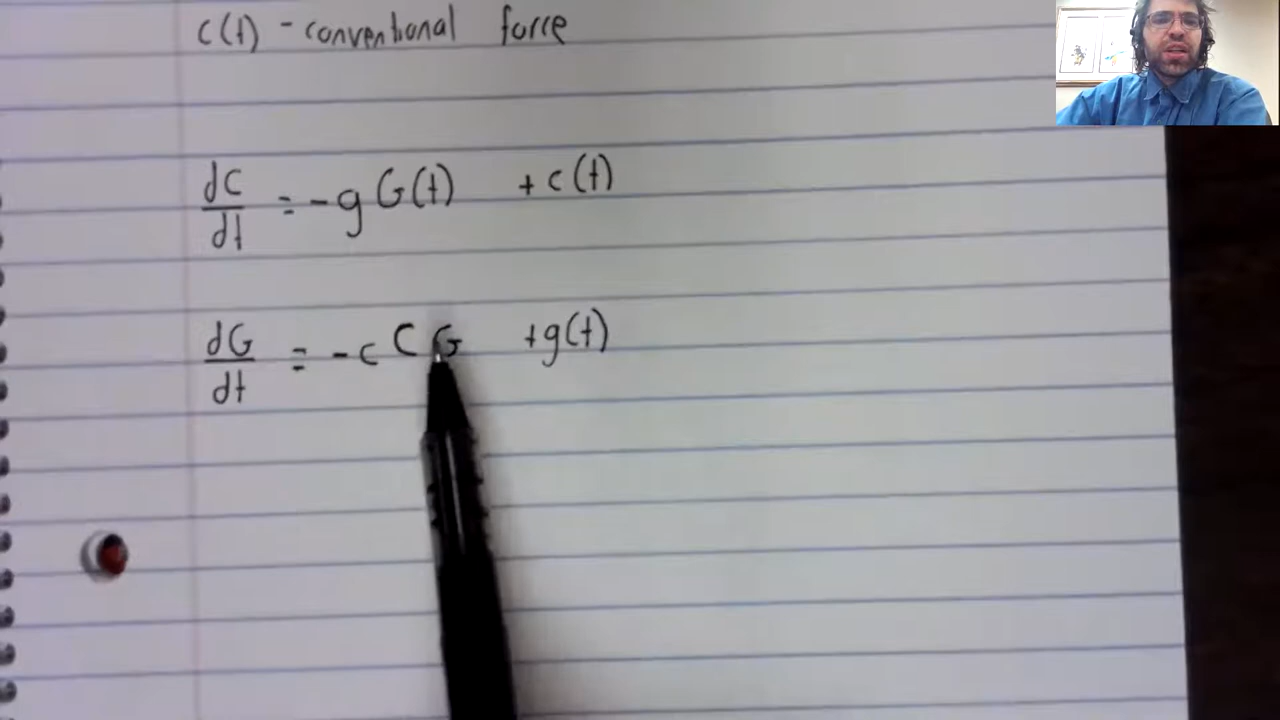 c(t) - conventional force
dC/dt = -g G(t) + c(t)
dG/dt = -c C G + g(t)